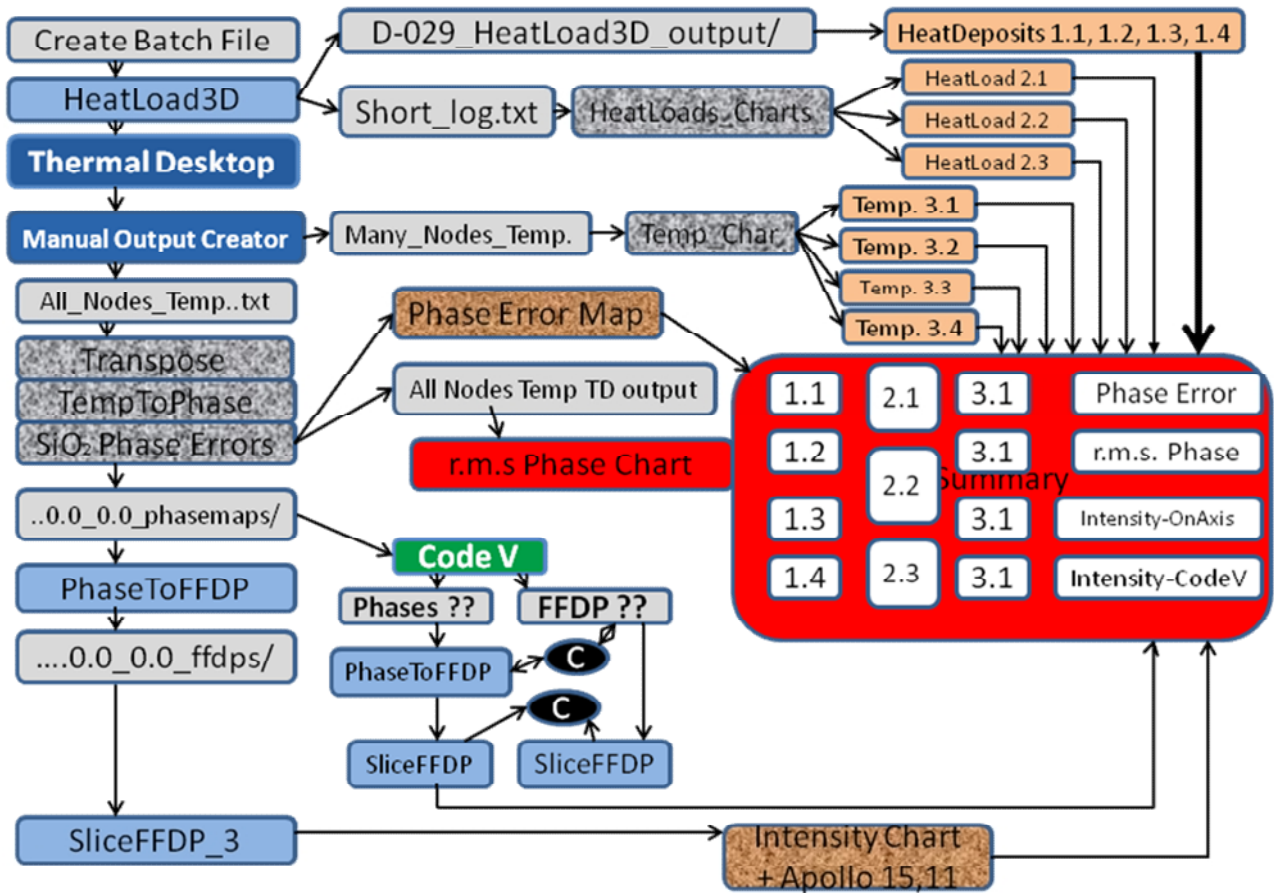 Create Batch File
HeatLoad3D
Thermal Desktop
Manual Output Creator
All_Nodes_Temp..txt
Transpose
TempToPhase
SiO₂ Phase Errors
..0.0_0.0_phasemaps/
PhaseToFFDP
....0.0_0.0_ffdps/
SliceFFDP_3
D-029_HeatLoad3D_output/
HeatDeposits 1.1, 1.2, 1.3, 1.4
Short_log.txt
HeatLoads_Charts
HeatLoad 2.1
HeatLoad 2.2
HeatLoad 2.3
Many_Nodes_Temp.
Temp_Char
Temp. 3.1
Temp. 3.2
Temp. 3.3
Temp. 3.4
Phase Error Map
All Nodes Temp TD output
r.m.s Phase Chart
Code V
Phases ??
FFDP ??
C
PhaseToFFDP
C
SliceFFDP
SliceFFDP
Summary
1.1
1.2
1.3
1.4
2.1
2.2
2.3
3.1
3.1
3.1
3.1
Phase Error
r.m.s. Phase
Intensity-OnAxis
Intensity-CodeV
Intensity Chart
+ Apollo 15,11